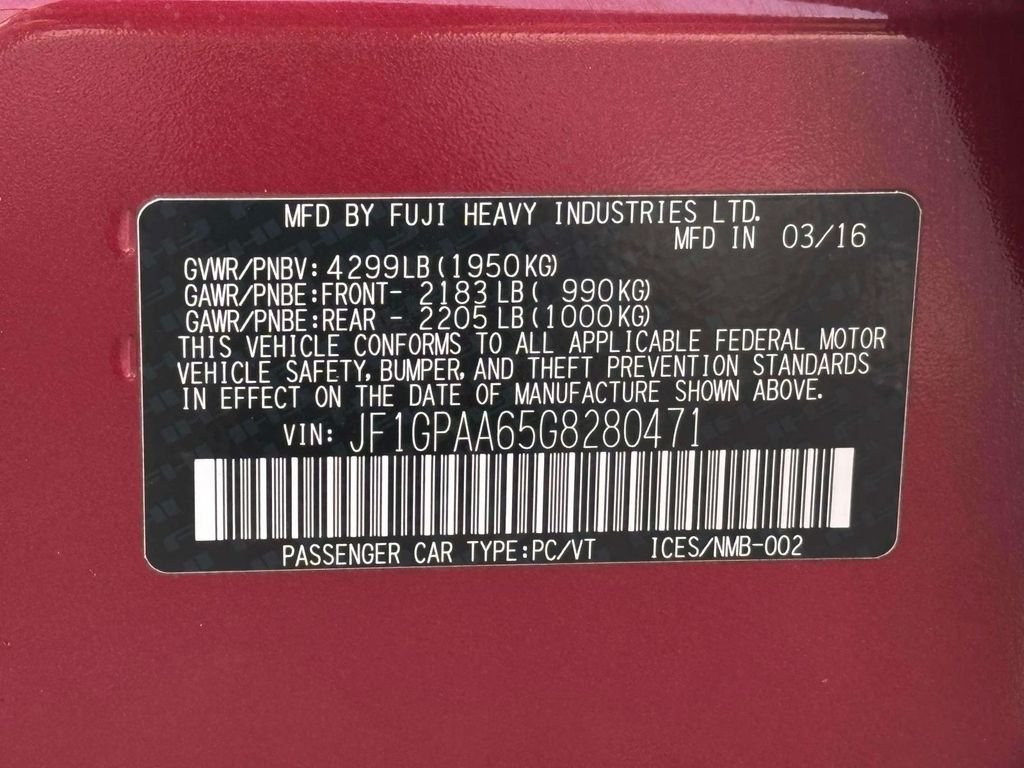 MFD BY FUJI HEAVY INDUSTRIES LTD.
MFD IN 03/16
GVWR/PNBV: 4299LB(1950KG)
GAWR/PNBE:FRONT- 2183 LB( 990KG)
GAWR/PNBE:REAR - 2205 LB(1000KG)
THIS VEHICLE CONFORMS TO ALL APPLICABLE FEDERAL MOTOR
VEHICLE SAFETY, BUMPER, AND THEFT PREVENTION STANDARDS
IN EFFECT ON THE DATE OF MANUFACTURE SHOWN ABOVE.
VIN: JF1GPAA65G8280471
PASSENGER CAR TYPE:PC/VT ICES/NMB-002